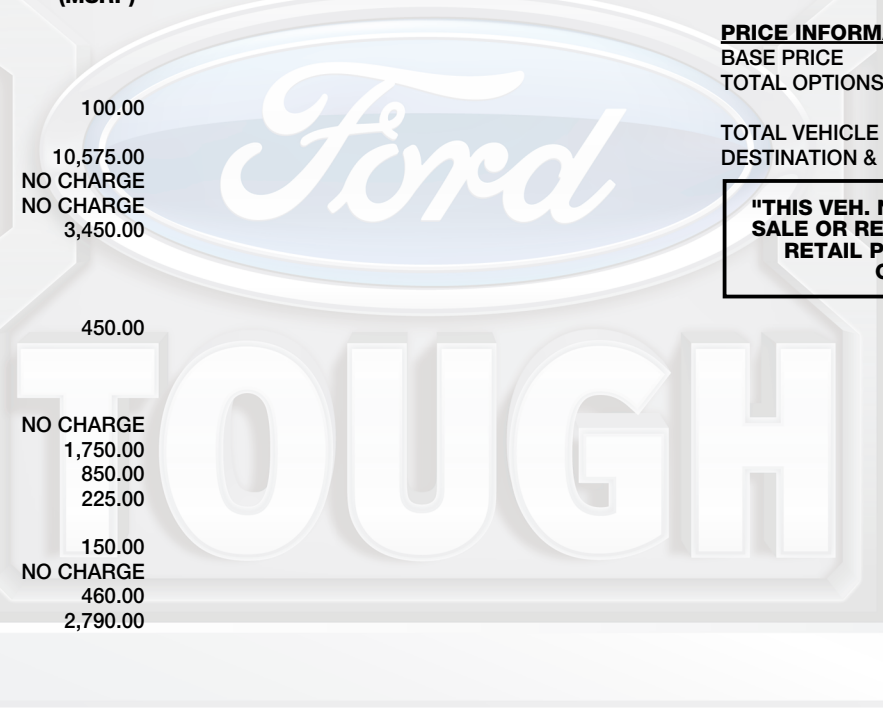 (MSRP)
100.00
10,575.00
NO CHARGE
NO CHARGE
3,450.00
450.00
NO CHARGE
1,750.00
850.00
225.00
150.00
NO CHARGE
460.00
2,790.00
PRICE INFORMA
BASE PRICE
TOTAL OPTIONS
TOTAL VEHICLE
DESTINATION &
"THIS VEH.
SALE OR RE
RETAIL P
Ford
TOUGH